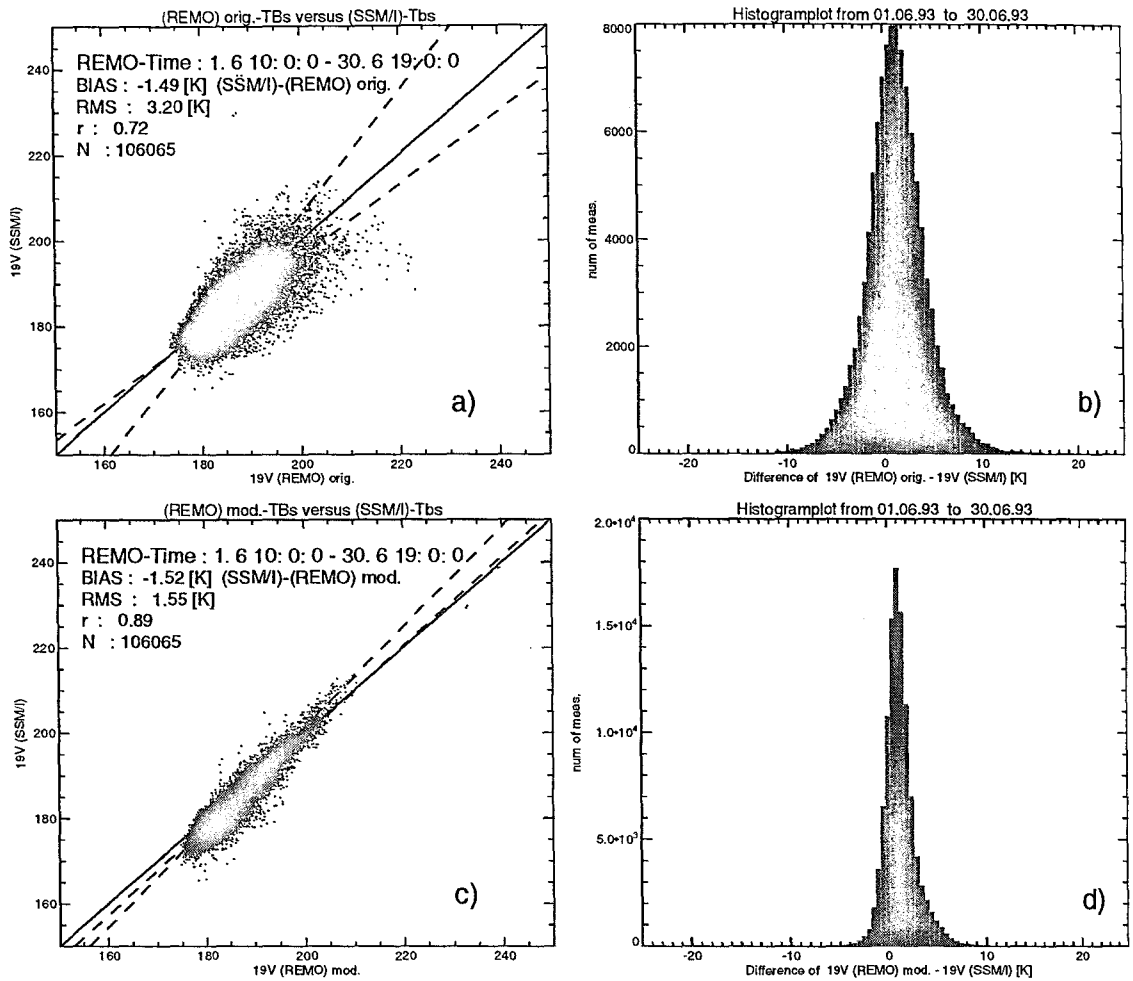 (REMO) orig.-TBs versus (SSM/I)-Tbs
REMO-Time : 1. 6 10: 0: 0 - 30. 6 19: 0: 0
BIAS : -1.49 [K] (SSM/I)-(REMO) orig.
RMS : 3.20 [K]
r : 0.72
N : 106065
240
220
200
180
160
19V (SSM/I)
a)
160 180 200 220 240
19V (REMO) orig.
Histogramplot from 01.06.93 to 30.06.93
8000
6000
4000
2000
0
num of meas.
b)
-20 -10 0 10 20
Difference of 19V (REMO) orig. - 19V (SSM/I) [K]
(REMO) mod.-TBs versus (SSM/I)-Tbs
REMO-Time : 1. 6 10: 0: 0 - 30. 6 19: 0: 0
BIAS : -1.52 [K] (SSM/I)-(REMO) mod.
RMS : 1.55 [K]
r : 0.89
N : 106065
240
220
200
180
160
19V (SSM/I)
c)
160 180 200 220 240
19V (REMO) mod.
Histogramplot from 01.06.93 to 30.06.93
2.0•10⁴
1.5•10⁴
1.0•10⁴
5.0•10³
0
num of meas.
d)
-20 -10 0 10 20
Difference of 19V (REMO) mod. - 19V (SSM/I) [K]